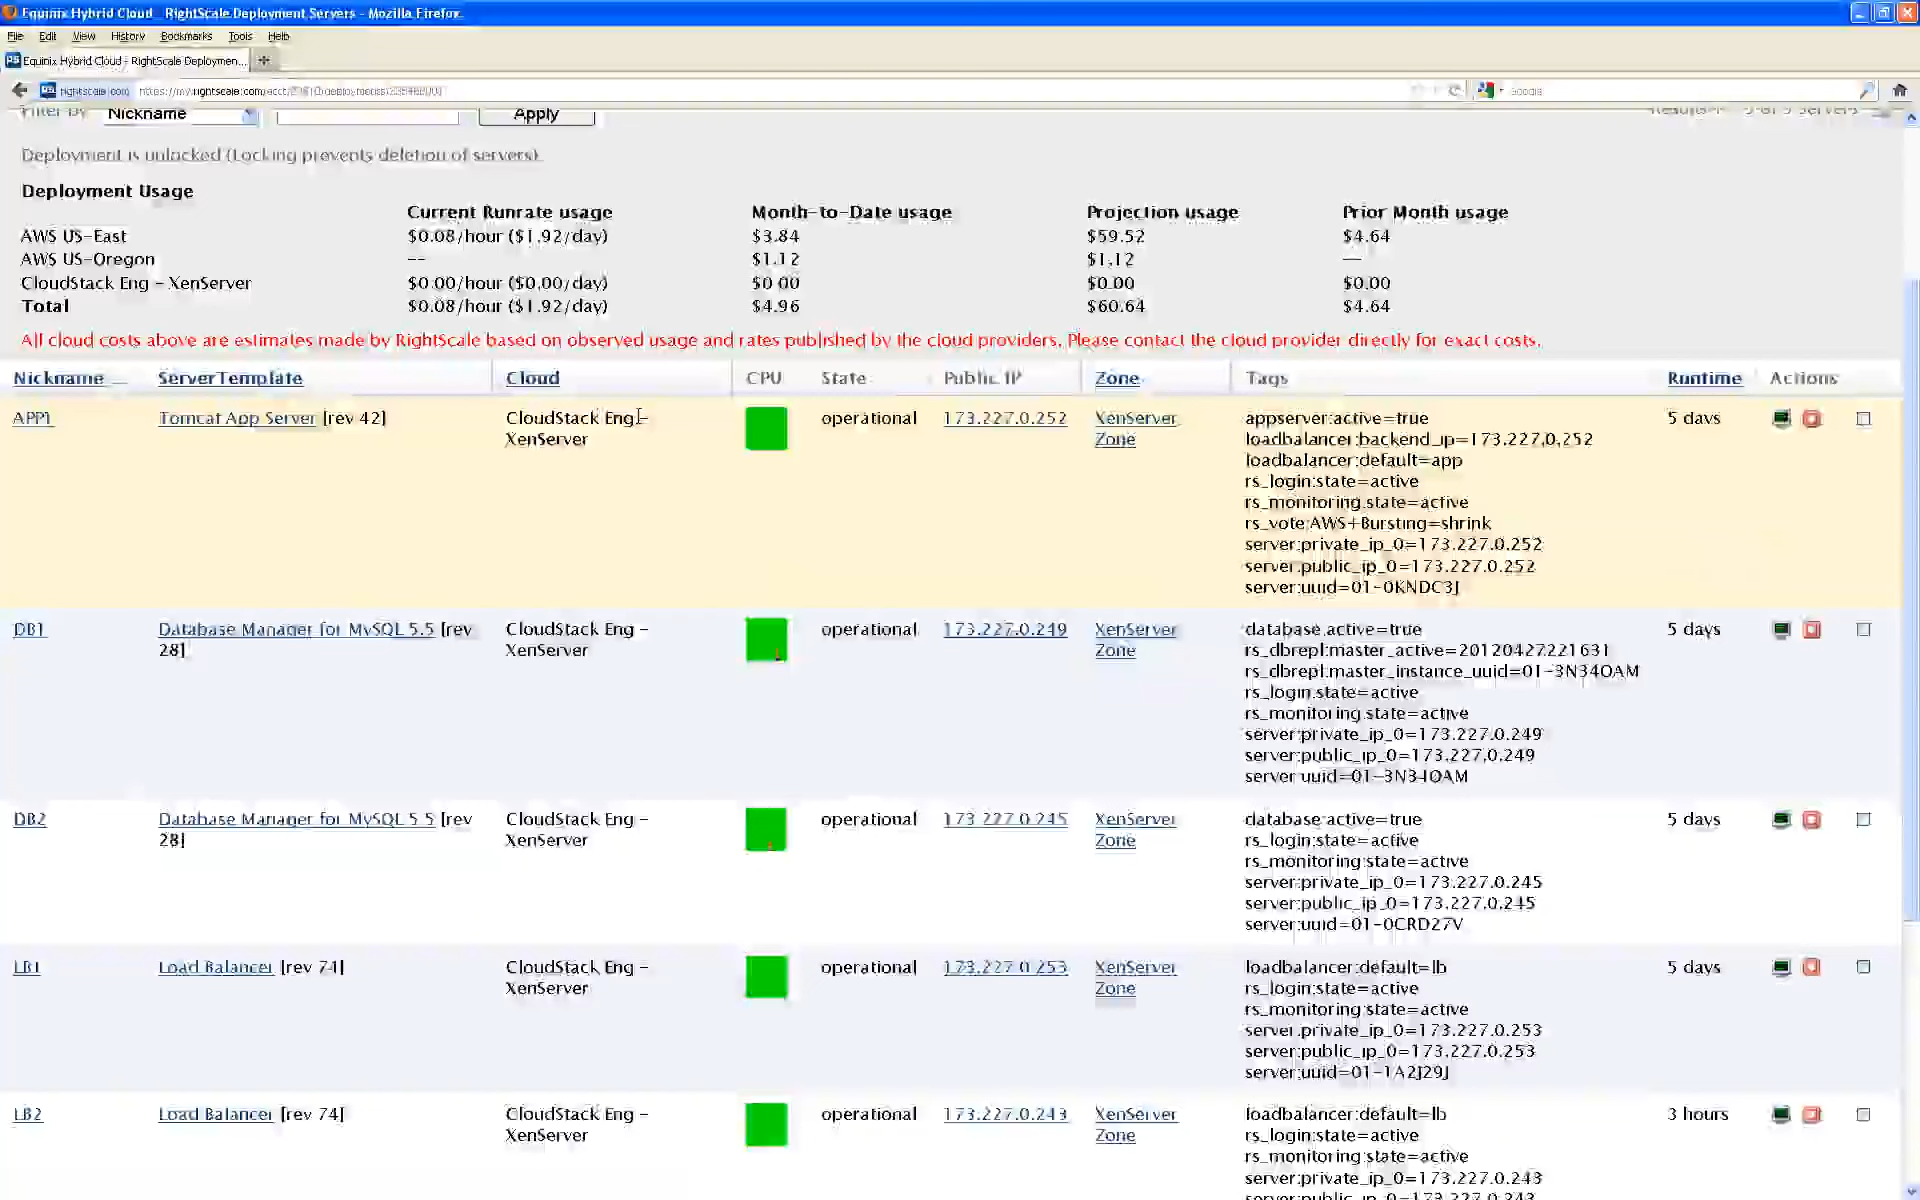 Equinix Hybrid Cloud RightScale Deployment Servers - Mozilla Firefox
File Edit View History Bookmarks Tools Help
Equinix Hybrid Cloud - RightScale Deploymen...
rightscale.com
Google
Filter By Nickname Apply
Deployment is unlocked (Locking prevents deletion of servers).
Deployment Usage
Current Runrate usage Month-to-Date usage Projection usage Prior Month usage
AWS US-East $0.08/hour ($1.92/day) $3.84 $59.52 $4.64
AWS US-Oregon -- $1.12 $1.12 --
CloudStack Eng - XenServer $0.00/hour ($0.00/day) $0.00 $0.00 $0.00
Total $0.08/hour ($1.92/day) $4.96 $60.64 $4.64
All cloud costs above are estimates made by RightScale based on observed usage and rates published by the cloud providers. Please contact the cloud provider directly for exact costs.
Nickname ServerTemplate Cloud CPU State Public IP Zone Tags Runtime Actions
APP1 Tomcat App Server [rev 42] CloudStack Eng - operational 173.227.0.252 XenServer appserver:active=true 5 days
XenServer Zone loadbalancer:backend_ip=173.227.0.252
loadbalancer:default=app
rs_login:state=active
rs_monitoring:state=active
rs_vote:AWS+Bursting=shrink
server:private_ip_0=173.227.0.252
server:public_ip_0=173.227.0.252
server:uuid=01-0KNDC3J
DB1 Database Manager for MySQL 5.5 [rev CloudStack Eng - operational 173.227.0.249 XenServer database:active=true 5 days
28] XenServer Zone rs_dbrepl:master_active=20120427221631
rs_dbrepl:master_instance_uuid=01-3N34OAM
rs_login:state=active
rs_monitoring:state=active
server:private_ip_0=173.227.0.249
server:public_ip_0=173.227.0.249
server:uuid=01-3N34OAM
DB2 Database Manager for MySQL 5.5 [rev CloudStack Eng - operational 173.227.0.245 XenServer database:active=true 5 days
28] XenServer Zone rs_login:state=active
rs_monitoring:state=active
server:private_ip_0=173.227.0.245
server:public_ip_0=173.227.0.245
server:uuid=01-0CRD27V
LB1 Load Balancer [rev 74] CloudStack Eng - operational 173.227.0.253 XenServer loadbalancer:default=lb 5 days
XenServer Zone rs_login:state=active
rs_monitoring:state=active
server:private_ip_0=173.227.0.253
server:public_ip_0=173.227.0.253
server:uuid=01-1A2J29J
LB2 Load Balancer [rev 74] CloudStack Eng - operational 173.227.0.243 XenServer loadbalancer:default=lb 3 hours
XenServer Zone rs_login:state=active
rs_monitoring:state=active
server:private_ip_0=173.227.0.243
server:public_ip_0=173.227.0.243